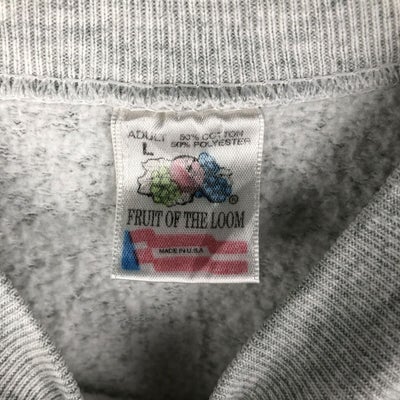 ADULT 50% COTTON
L 50% POLYESTER
®
FRUIT OF THE LOOM
MADE IN U.S.A